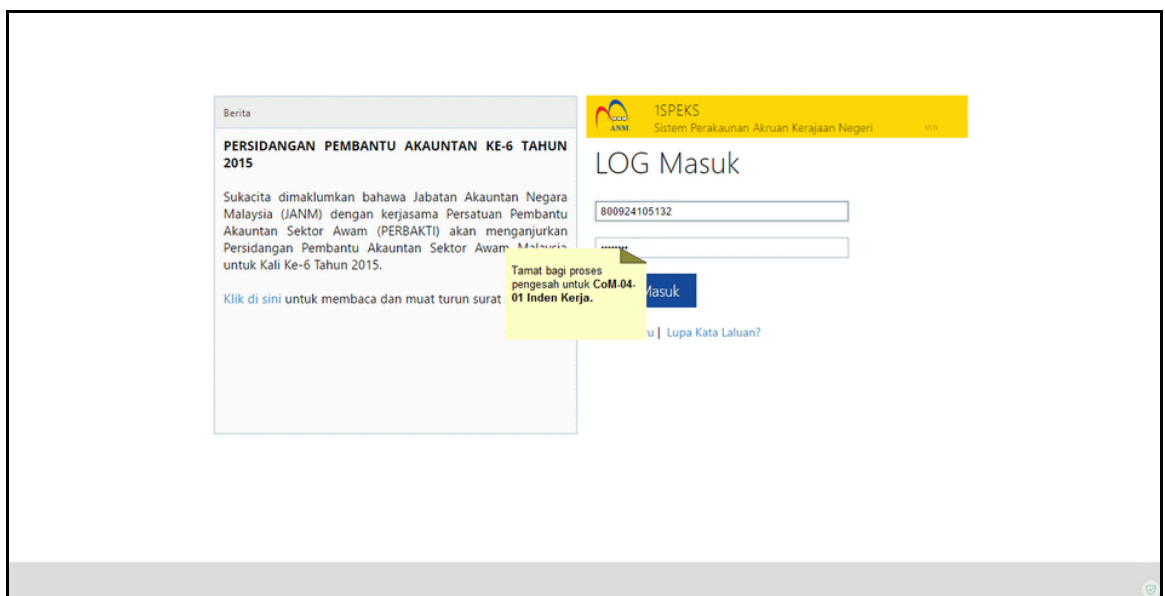 Berita
PERSIDANGAN PEMBANTU AKAUNTAN KE-6 TAHUN
2015
Sukacita dimaklumkan bahawa Jabatan Akauntan Negara
Malaysia (JANM) dengan kerjasama Persatuan Pembantu
Akauntan Sektor Awam (PERBAKTI) akan menganjurkan
Persidangan Pembantu Akauntan Sektor Awam Malaysia
untuk Kali Ke-6 Tahun 2015.
Klik di sini untuk membaca dan muat turun surat
ANM
1SPEKS
Sistem Perakaunan Akruan Kerajaan Negeri
LOG Masuk
800924105132
Tamat bagi proses
pengesah untuk CoM-04-
01 Inden Kerja.
Masuk
| Lupa Kata Laluan?